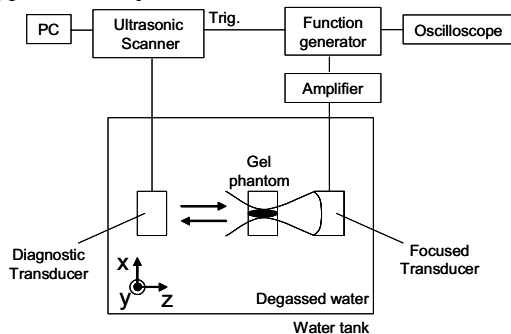 PC
Ultrasonic
Scanner
Trig.
Function
generator
Oscilloscope
Amplifier
Gel
phantom
Diagnostic
Transducer
Focused
Transducer
x
y
z
Degassed water
Water tank